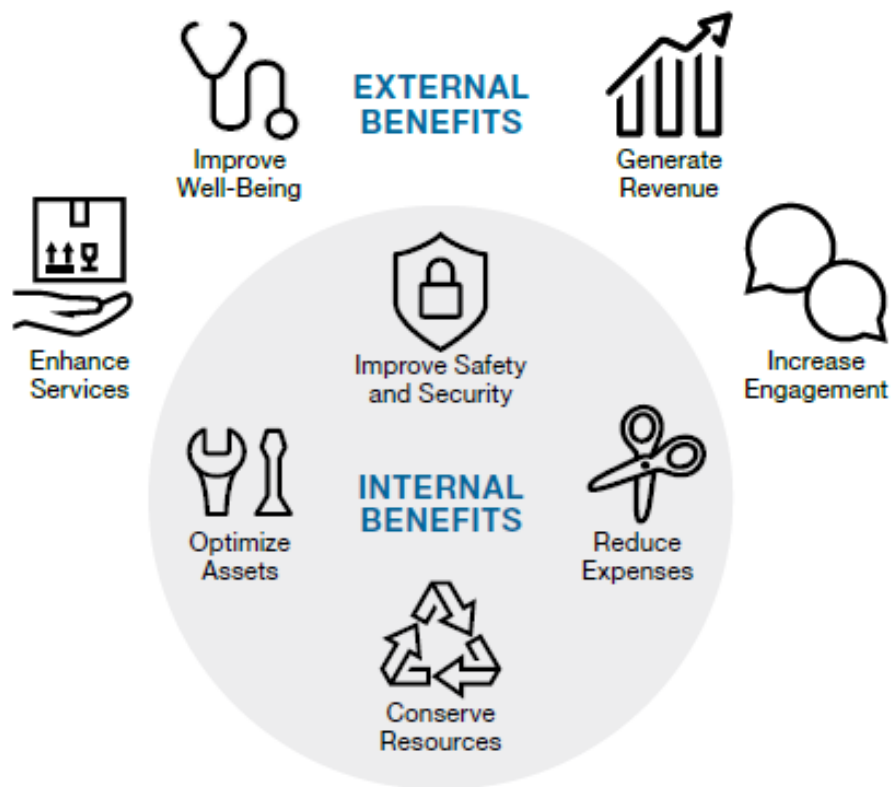 EXTERNAL
BENEFITS
Improve
Well-Being
Generate
Revenue
Enhance
Services
Increase
Engagement
Improve Safety
and Security
INTERNAL
BENEFITS
Optimize
Assets
Reduce
Expenses
Conserve
Resources